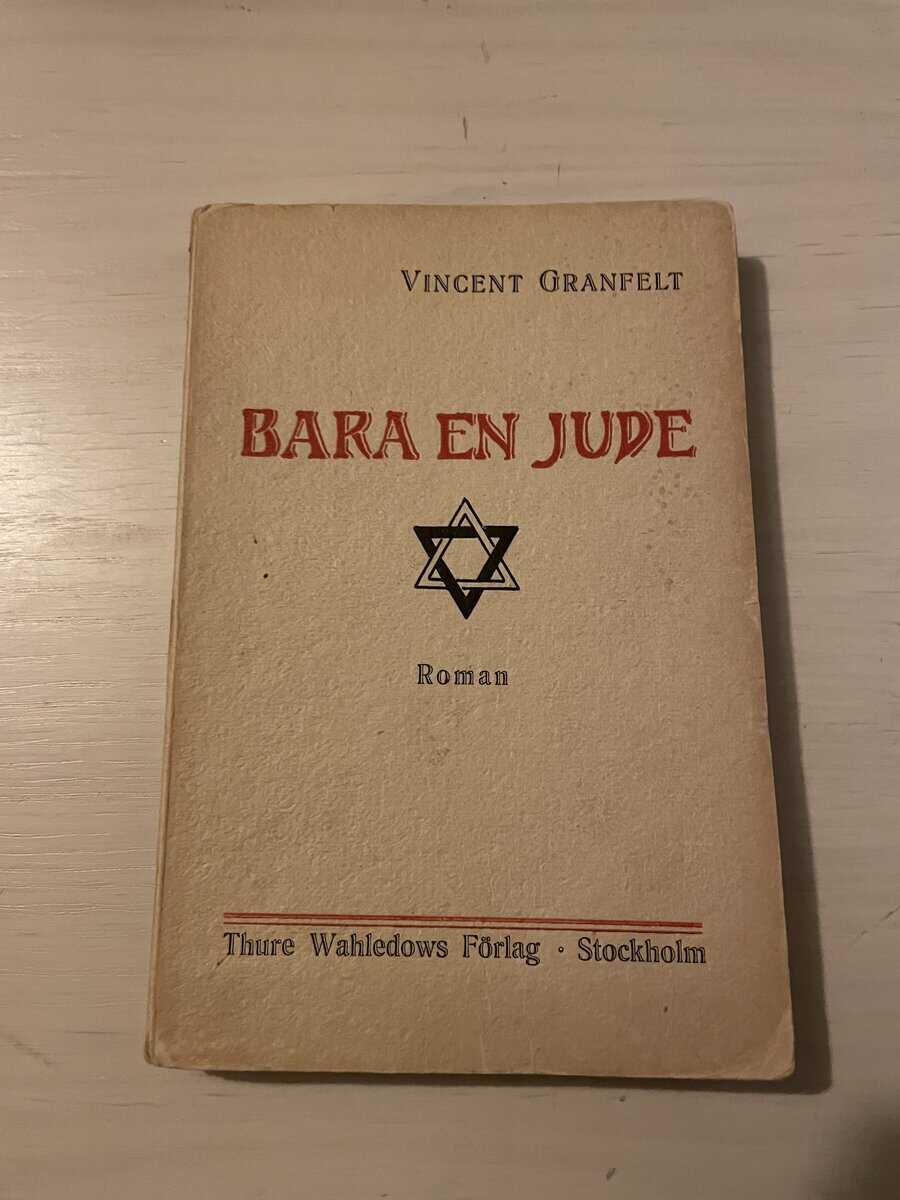 VINCENT GRANFELT
BARA EN JUDE
Roman
Thure Wahledows Förlag · Stockholm